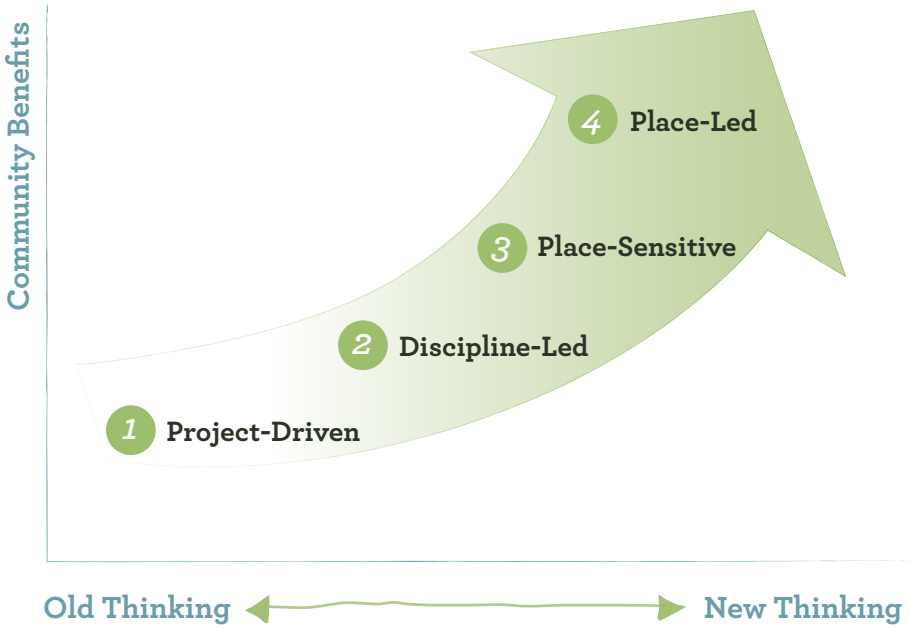 Community Benefits
4 Place-Led
3 Place-Sensitive
2 Discipline-Led
1 Project-Driven
Old Thinking
New Thinking